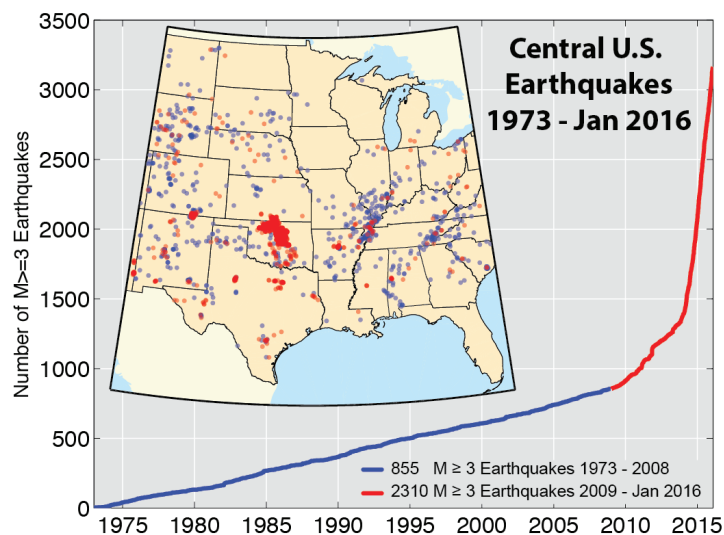 Central U.S.
Earthquakes
1973 - Jan 2016
Number of M>=3 Earthquakes
3500
3000
2500
2000
1500
1000
500
0
855 M ≥ 3 Earthquakes 1973 - 2008
2310 M ≥ 3 Earthquakes 2009 - Jan 2016
1975 1980 1985 1990 1995 2000 2005 2010 2015